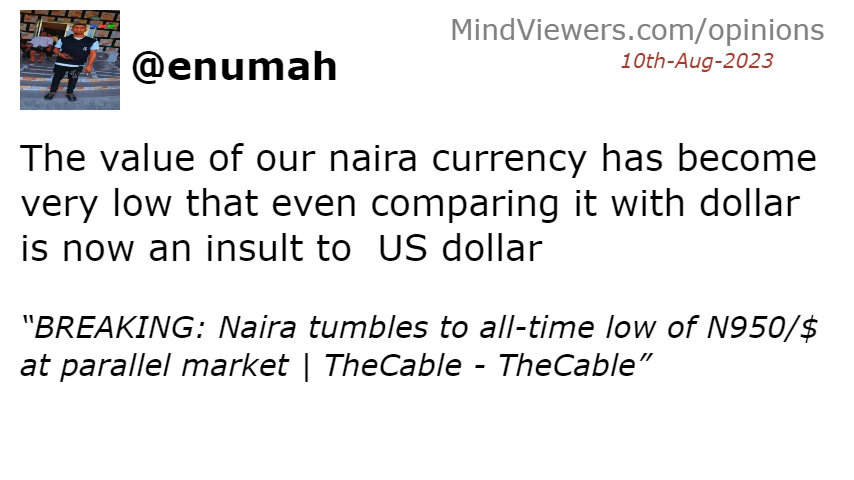 MindViewers.com/opinions
10th-Aug-2023
@enumah
The value of our naira currency has become
very low that even comparing it with dollar
is now an insult to  US dollar
“BREAKING: Naira tumbles to all-time low of N950/$
at parallel market | TheCable - TheCable”